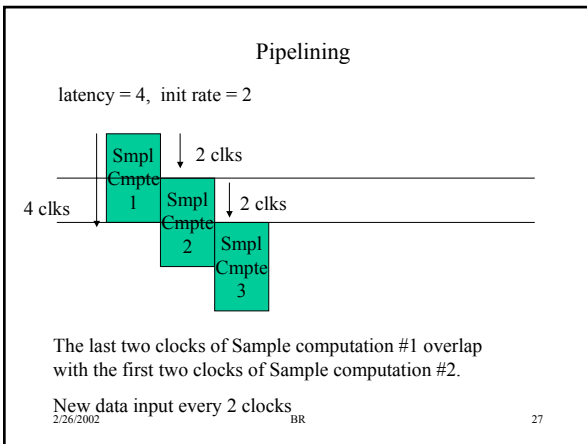 Pipelining
latency = 4, init rate = 2
2 clks
4 clks
2 clks
Smpl
Cmpte
1
Smpl
Cmpte
2
Smpl
Cmpte
3
The last two clocks of Sample computation #1 overlap
with the first two clocks of Sample computation #2.
New data input every 2 clocks
2/26/2002 BR 27